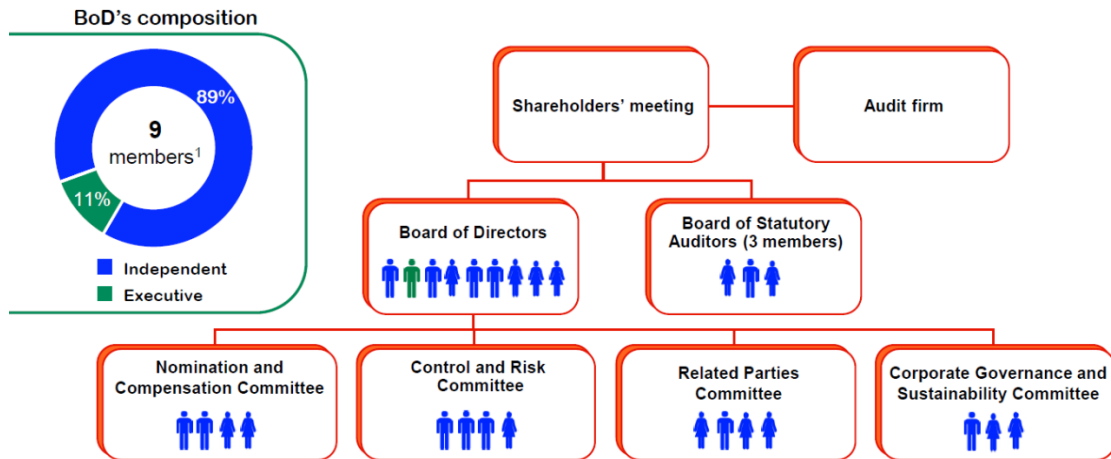 BoD's composition
89%
9
members¹
11%
Independent
Executive
Shareholders' meeting
Audit firm
Board of Directors
Board of Statutory
Auditors (3 members)
Nomination and
Compensation Committee
Control and Risk
Committee
Related Parties
Committee
Corporate Governance and
Sustainability Committee